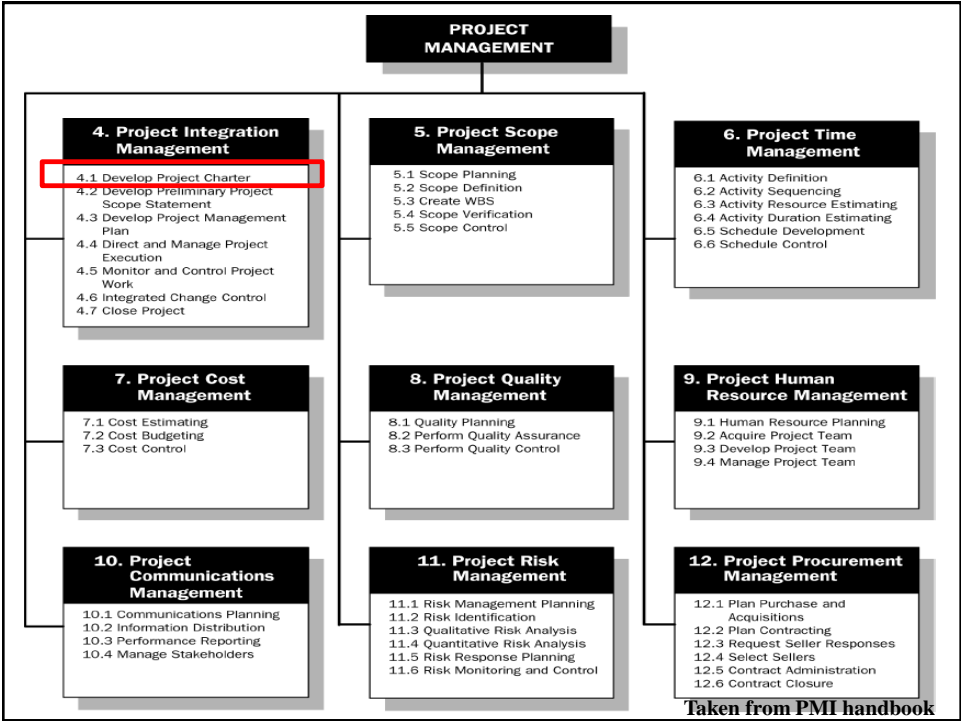 PROJECT
MANAGEMENT
4. Project Integration
Management
4.1 Develop Project Charter
4.2 Develop Preliminary Project
Scope Statement
4.3 Develop Project Management
Plan
4.4 Direct and Manage Project
Execution
4.5 Monitor and Control Project
Work
4.6 Integrated Change Control
4.7 Close Project
5. Project Scope
Management
5.1 Scope Planning
5.2 Scope Definition
5.3 Create WBS
5.4 Scope Verification
5.5 Scope Control
6. Project Time
Management
6.1 Activity Definition
6.2 Activity Sequencing
6.3 Activity Resource Estimating
6.4 Activity Duration Estimating
6.5 Schedule Development
6.6 Schedule Control
7. Project Cost
Management
7.1 Cost Estimating
7.2 Cost Budgeting
7.3 Cost Control
8. Project Quality
Management
8.1 Quality Planning
8.2 Perform Quality Assurance
8.3 Perform Quality Control
9. Project Human
Resource Management
9.1 Human Resource Planning
9.2 Acquire Project Team
9.3 Develop Project Team
9.4 Manage Project Team
10. Project
Communications
Management
10.1 Communications Planning
10.2 Information Distribution
10.3 Performance Reporting
10.4 Manage Stakeholders
11. Project Risk
Management
11.1 Risk Management Planning
11.2 Risk Identification
11.3 Qualitative Risk Analysis
11.4 Quantitative Risk Analysis
11.5 Risk Response Planning
11.6 Risk Monitoring and Control
12. Project Procurement
Management
12.1 Plan Purchase and
Acquisitions
12.2 Plan Contracting
12.3 Request Seller Responses
12.4 Select Sellers
12.5 Contract Administration
12.6 Contract Closure
Taken from PMI handbook